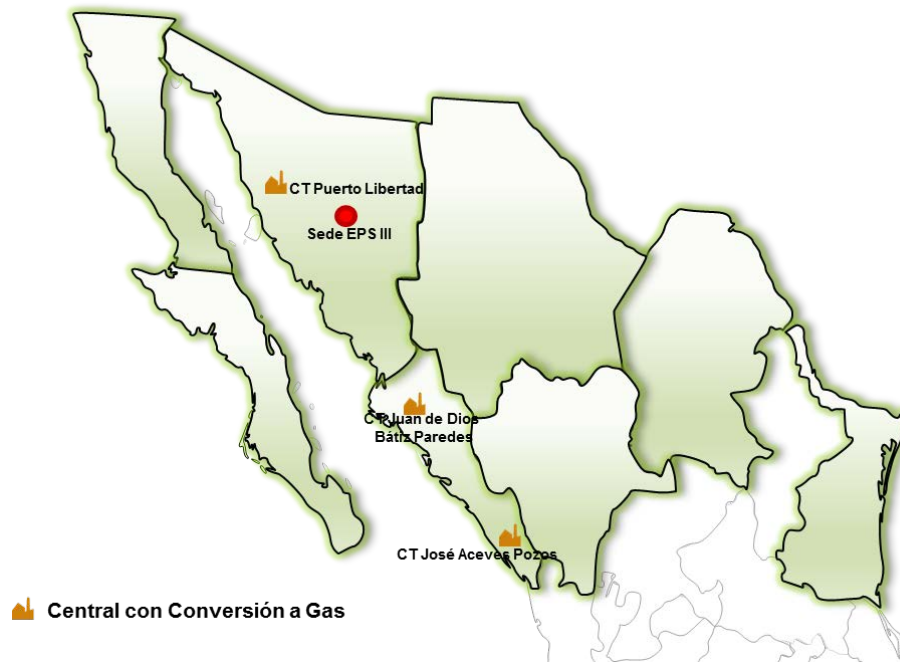 CT Puerto Libertad
Sede EPS III
CT Juan de Dios
Bátiz Paredes
CT José Aceves Pozos
Central con Conversión a Gas